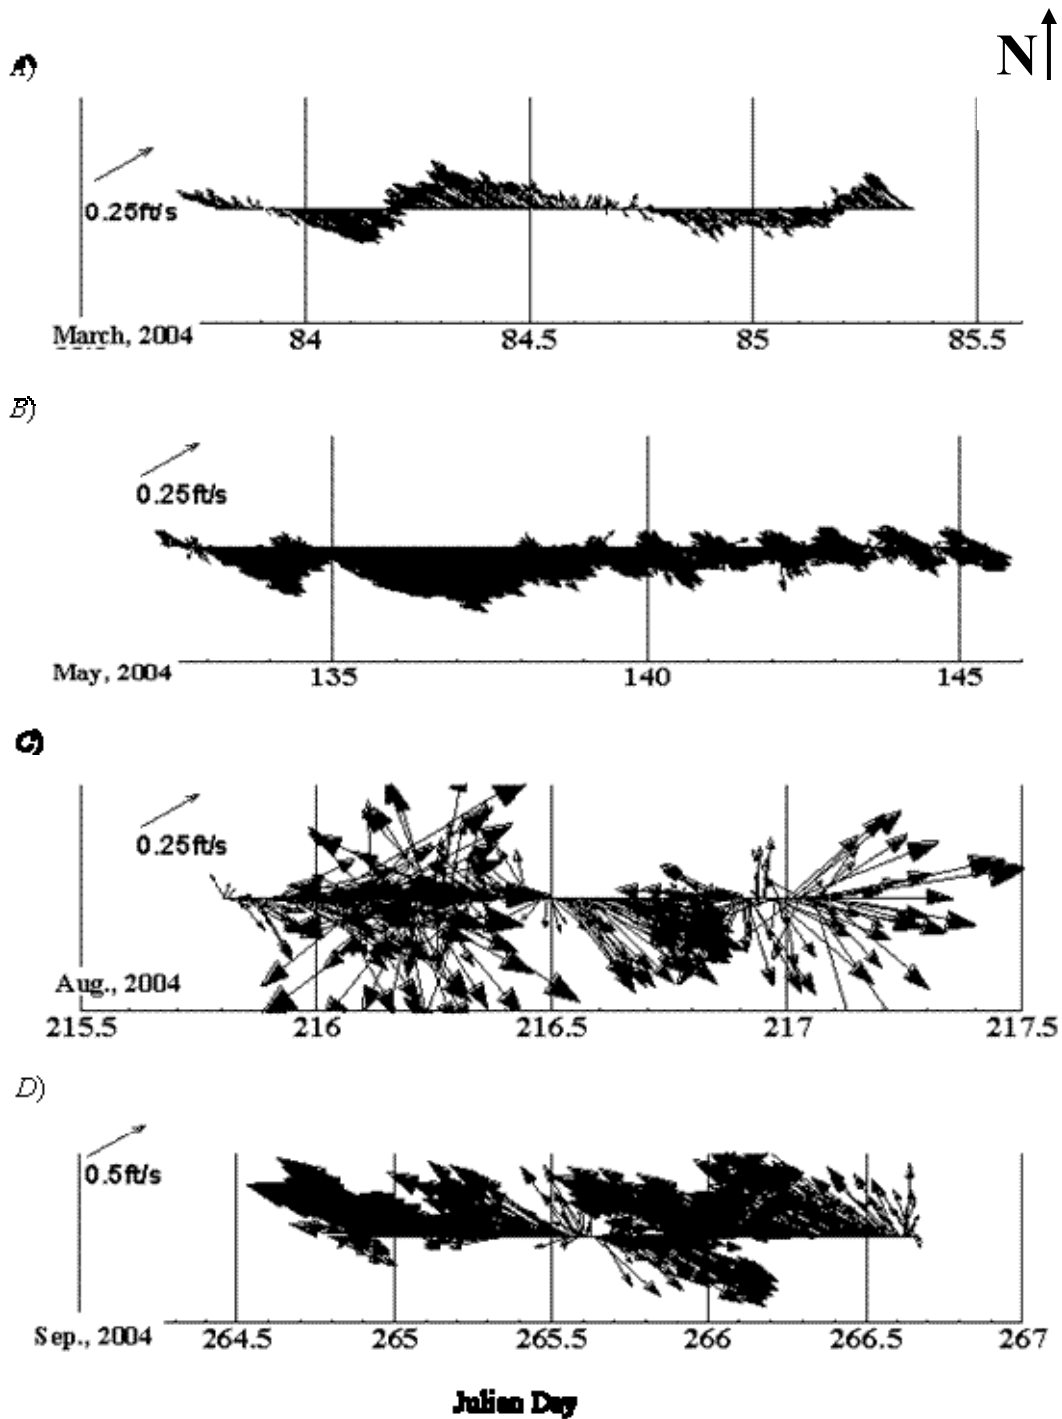 A)
N
0.25ft/s
March, 2004
84 84.5 85 85.5
B)
0.25ft/s
May, 2004
135 140 145
C)
0.25ft/s
Aug., 2004
215.5 216 216.5 217 217.5
D)
0.5ft/s
Sep., 2004
264.5 265 265.5 266 266.5 267
Julian Day